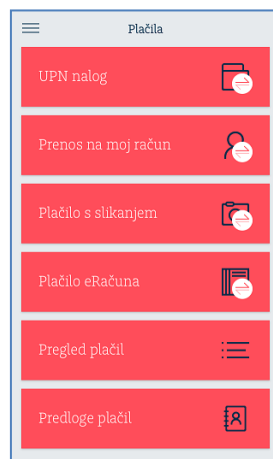 Plačila
UPN nalog
Prenos na moj račun
Plačilo s slikanjem
Plačilo eRačuna
Pregled plačil
Predloge plačil